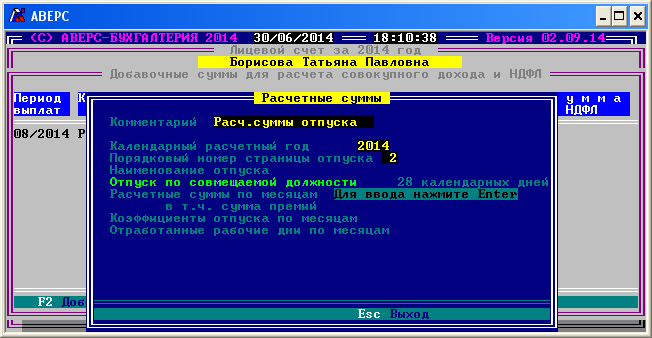 АВЕРС
(C) АВЕРС-БУХГАЛТЕРИЯ 2014 30/06/2014 18:10:38 Версия 02.09.14
Лицевой счет за 2014 год
Борисова Татьяна Павловна
Добавочные суммы для расчета совокупного дохода и НДФЛ
Период К у м м а
выплат НДФЛ
08/2014 Р
Расчетные суммы
Комментарий Расч.суммы отпуска
Календарный расчетный год 2014
Порядковый номер страницы отпуска 2
Наименование отпуска
Отпуск по совмещаемой должности 28 календарных дней
Расчетные суммы по месяцам Для ввода нажмите Enter
в т.ч. сумма премий
Коэффициенты отпуска по месяцам
Отработанные рабочие дни по месяцам
F2 Доб
Esc Выход